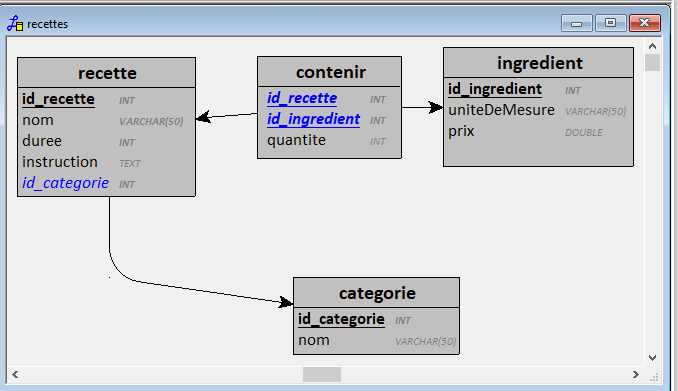 recettes
recette
id_recette INT
nom VARCHAR(50)
duree INT
instruction TEXT
id_categorie INT
contenir
id_recette INT
id_ingredient INT
quantite INT
ingredient
id_ingredient INT
uniteDeMesure VARCHAR(50)
prix DOUBLE
categorie
id_categorie INT
nom VARCHAR(50)